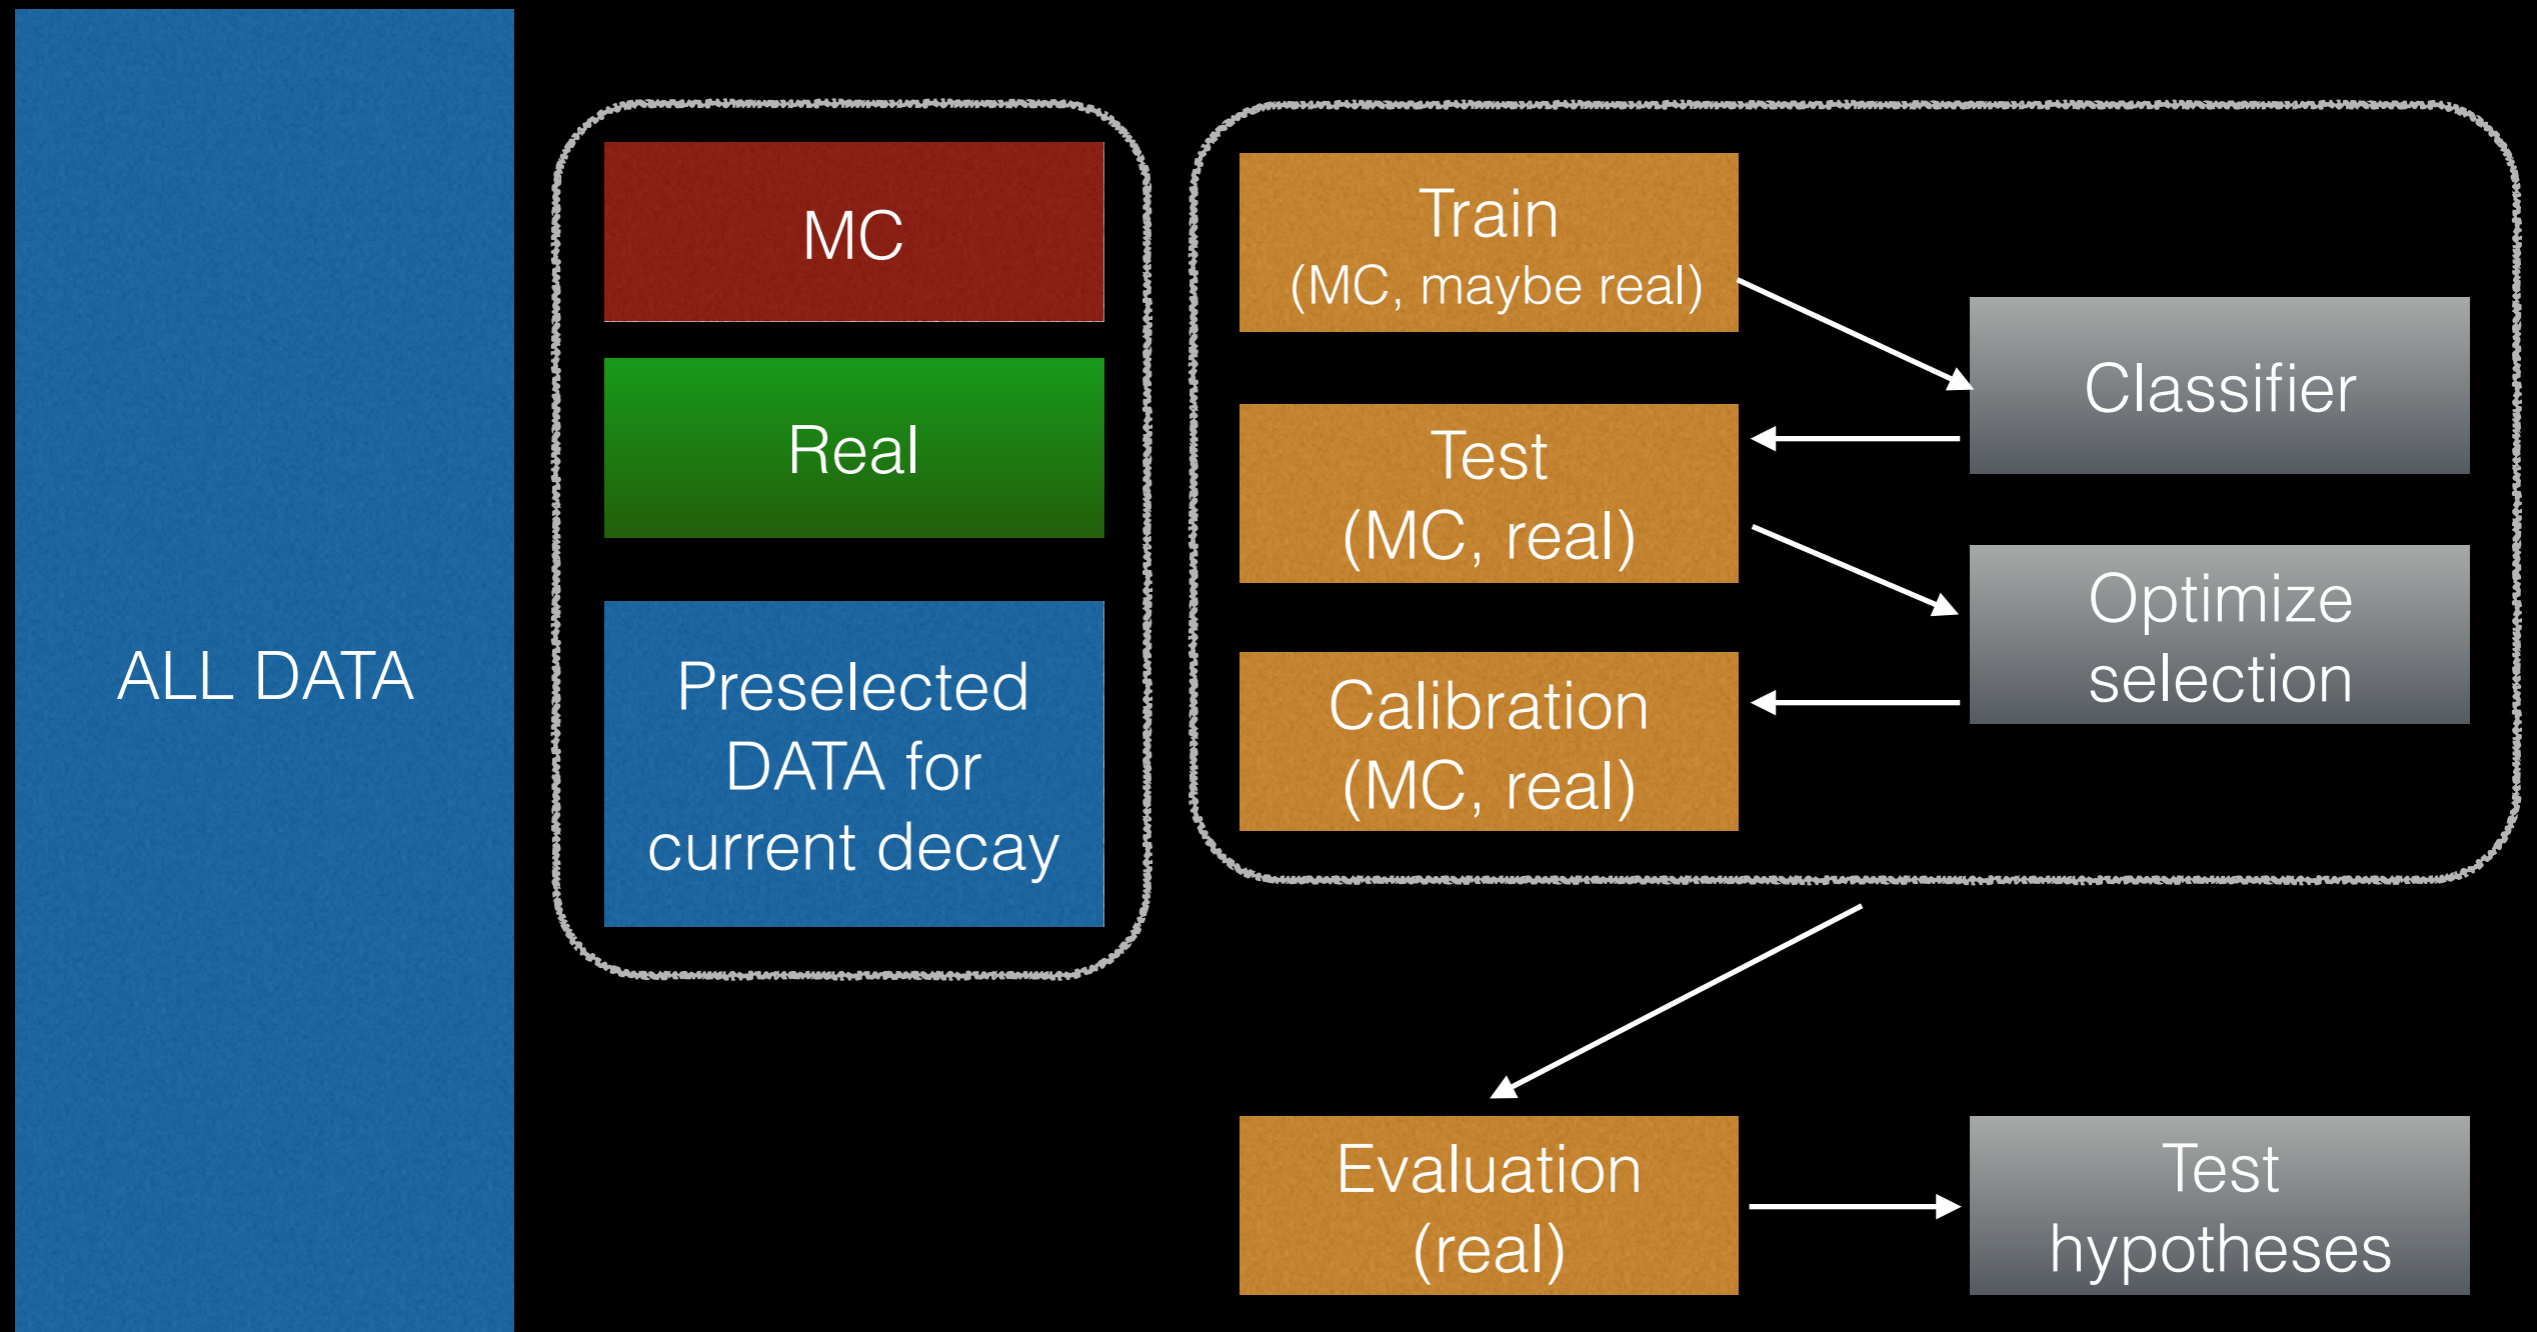 ALL DATA
MC
Real
Preselected
DATA for
current decay
Train
(MC, maybe real)
Classifier
Test
(MC, real)
Optimize
selection
Calibration
(MC, real)
Evaluation
(real)
Test
hypotheses